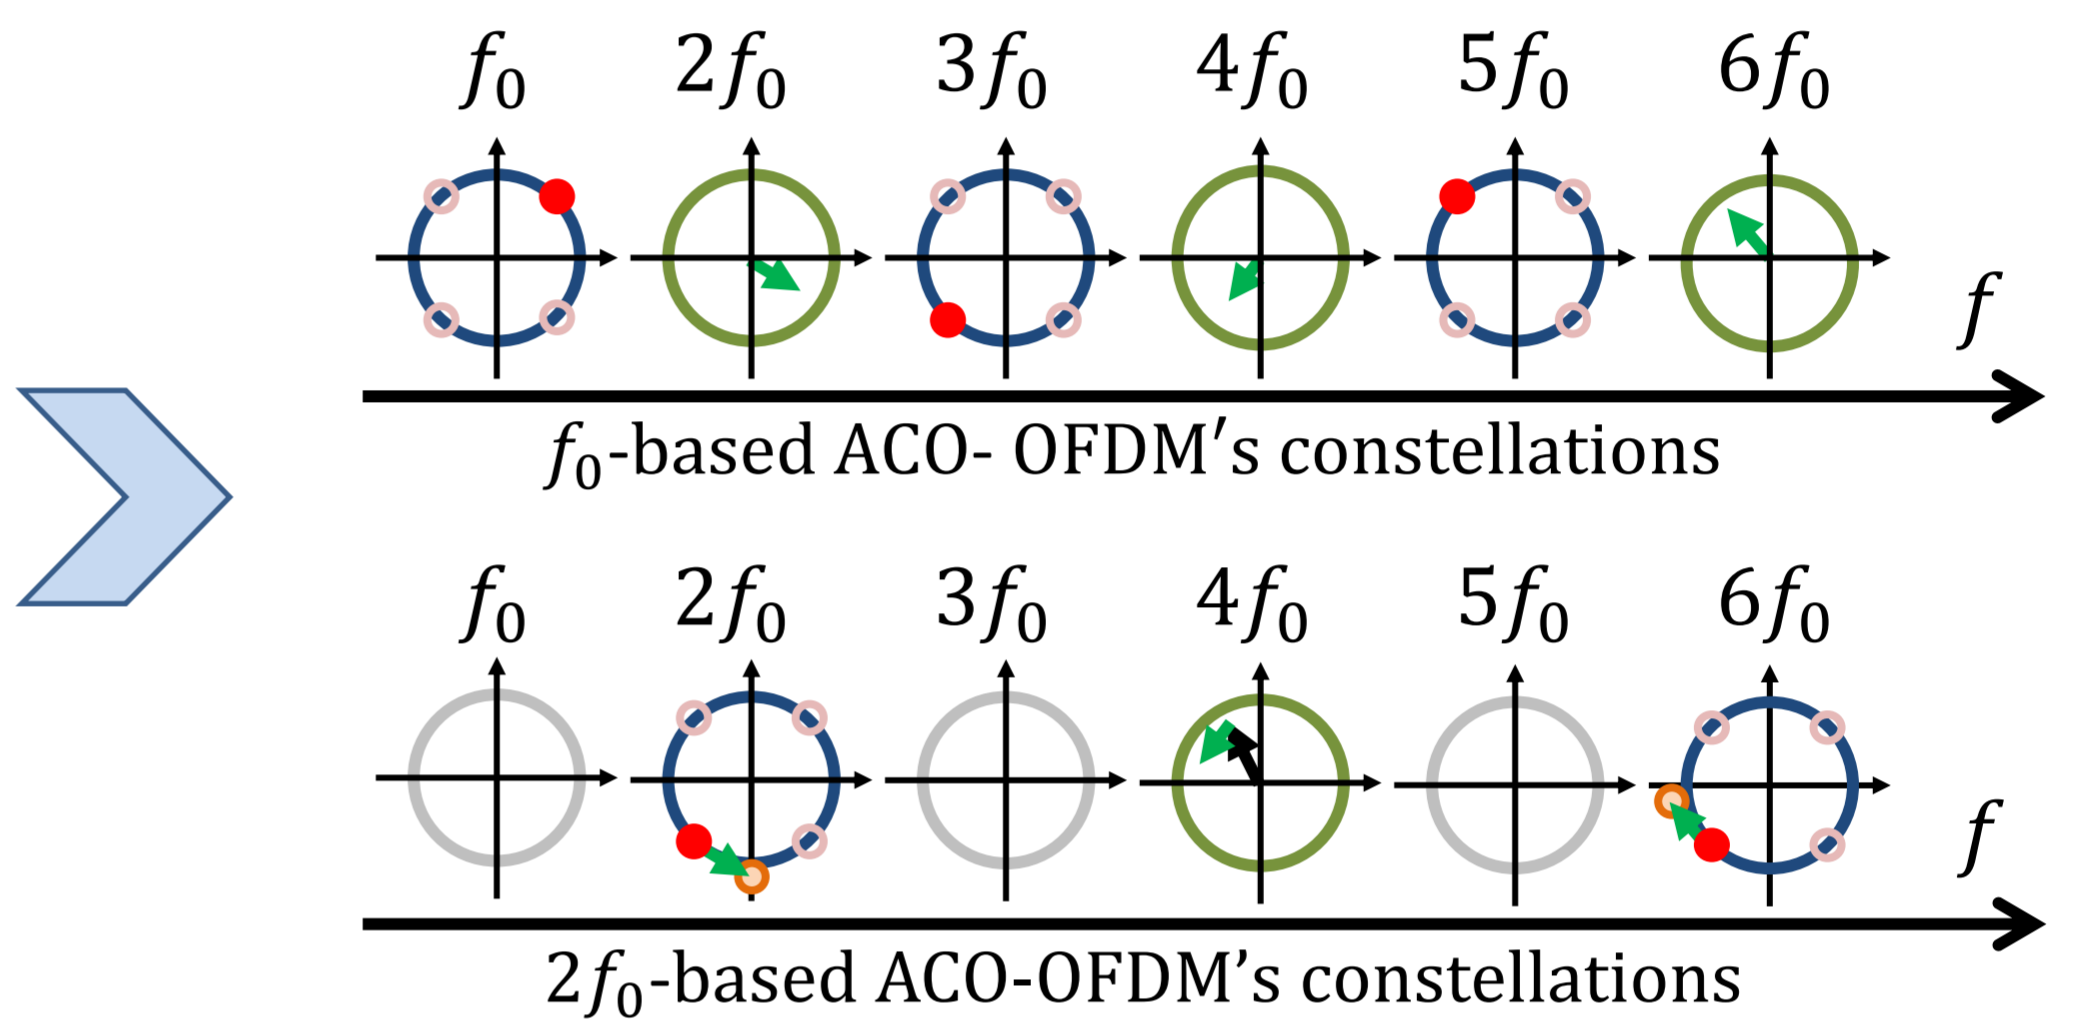 f₀ 2f₀ 3f₀ 4f₀ 5f₀ 6f₀
f
f₀-based ACO- OFDM′s constellations
f₀ 2f₀ 3f₀ 4f₀ 5f₀ 6f₀
f
2f₀-based ACO-OFDM’s constellations